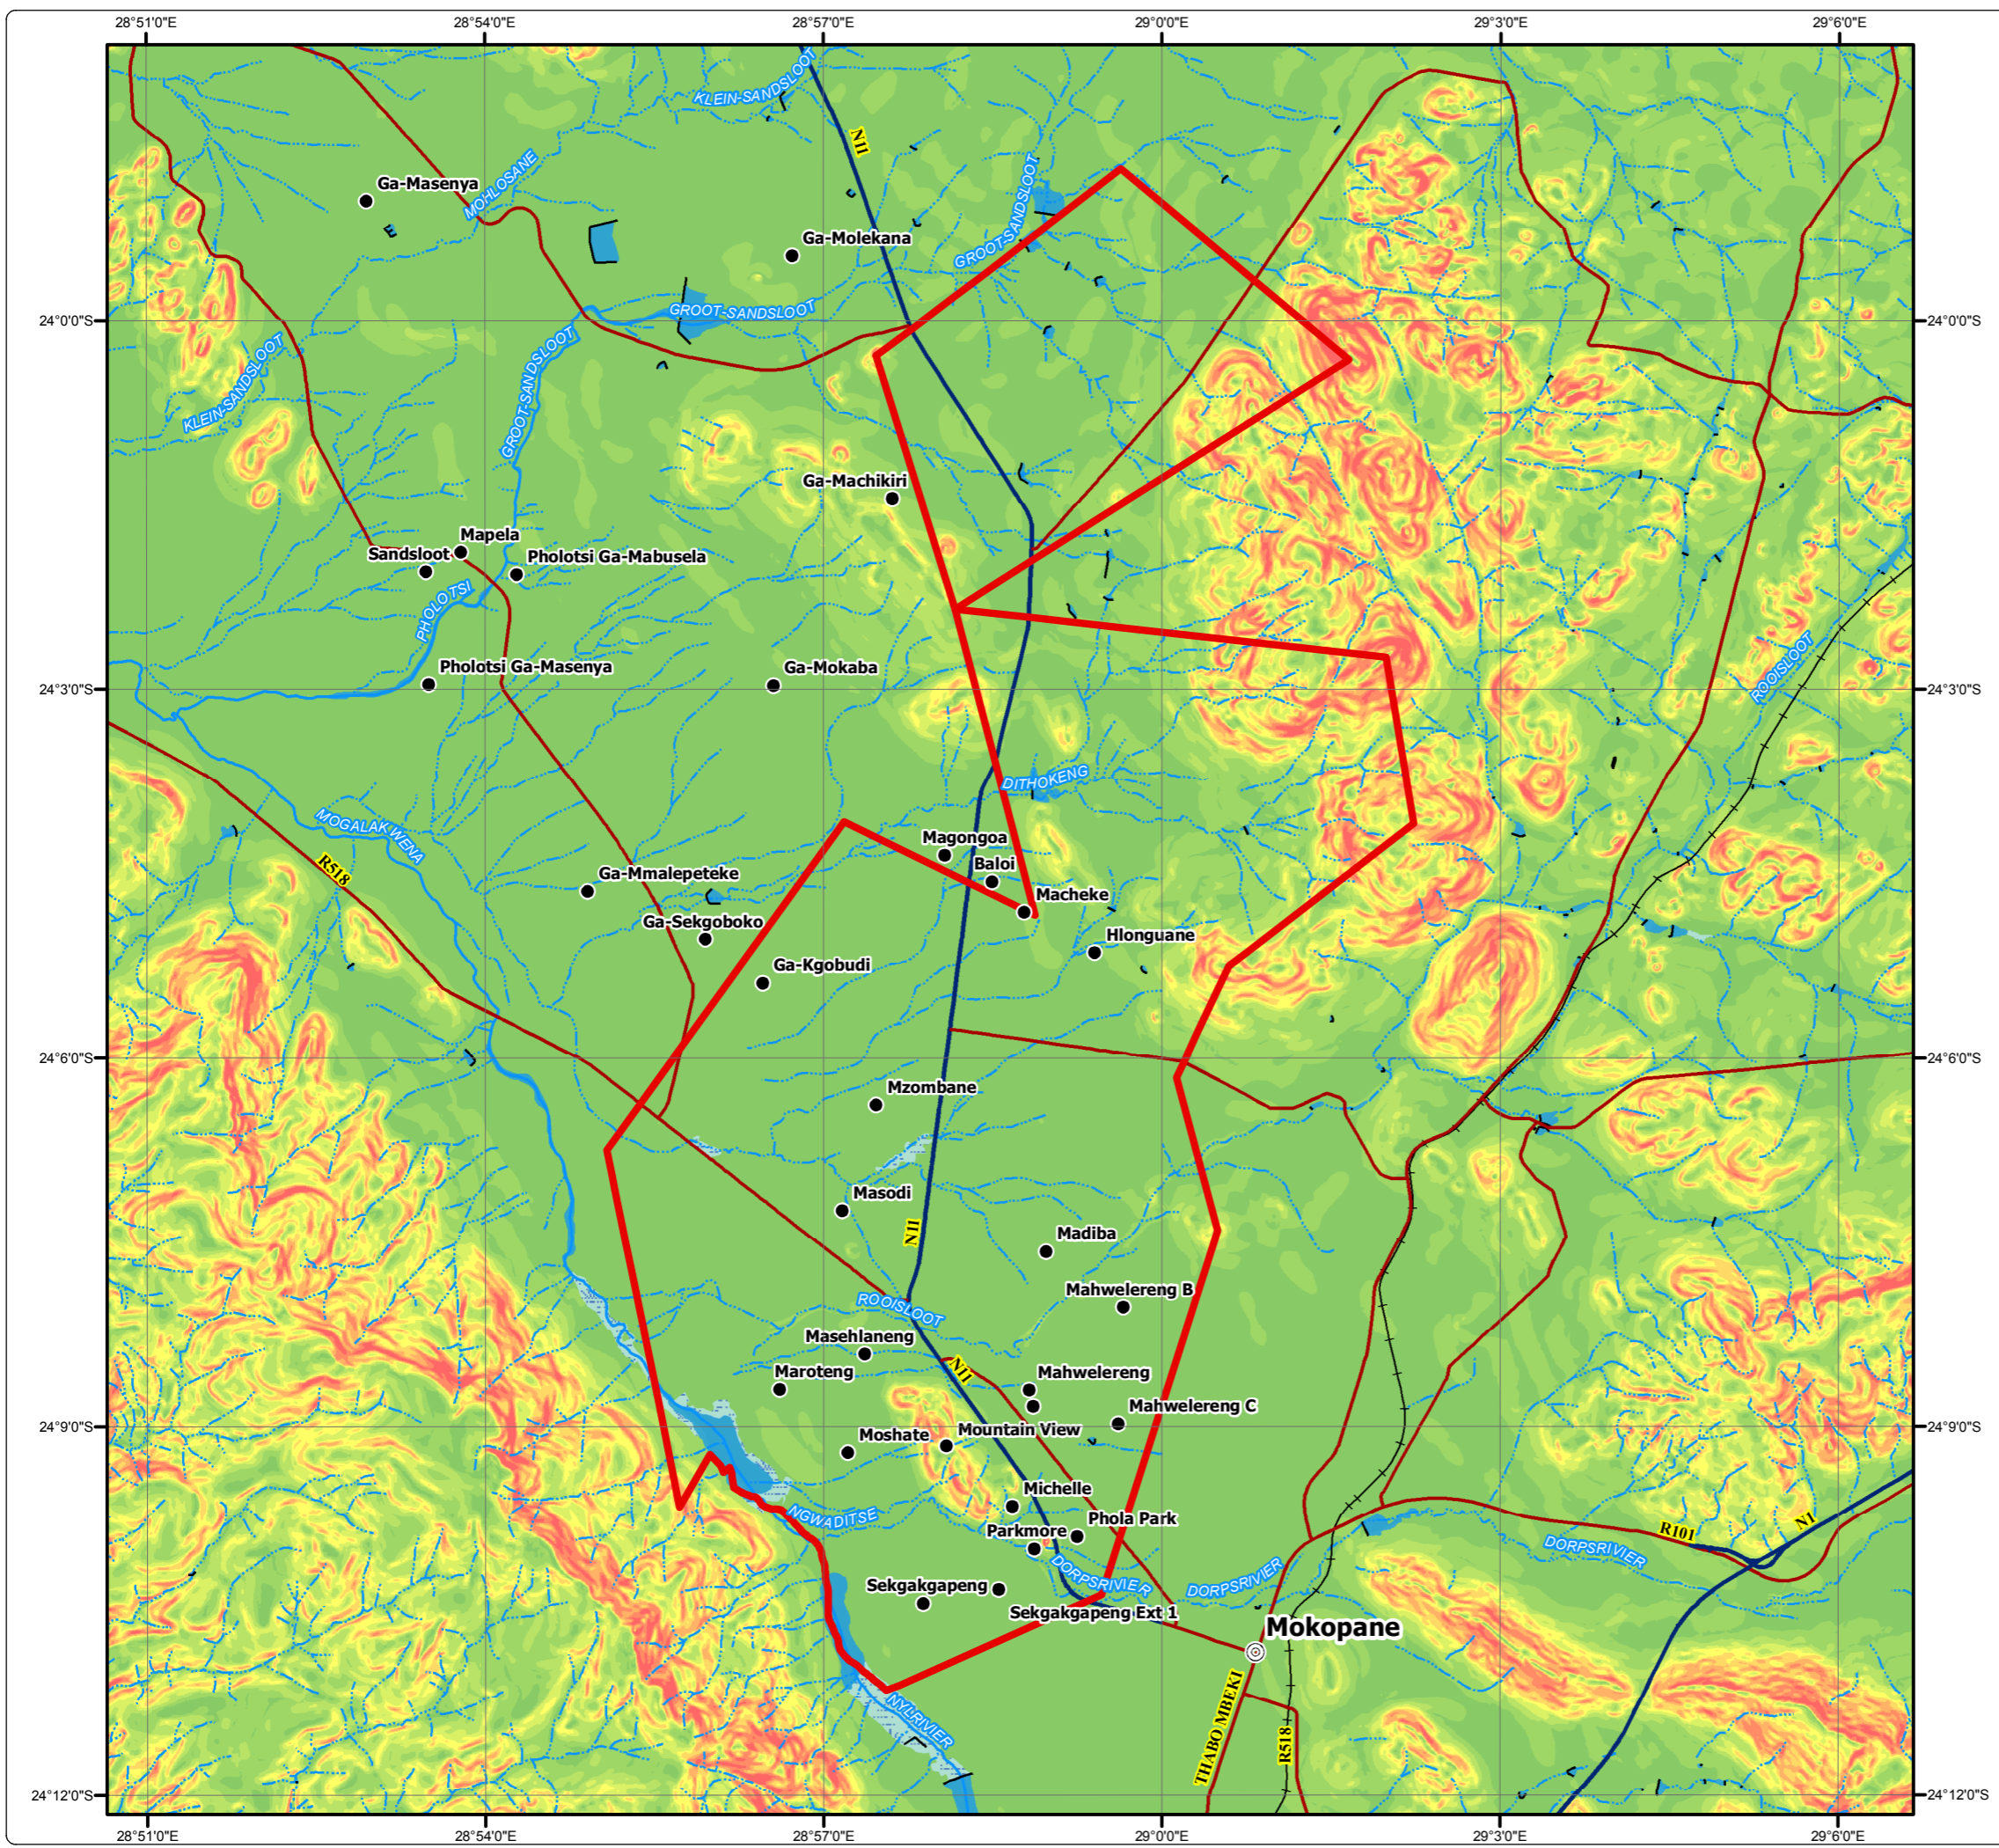 28°51'0"E 28°54'0"E 28°57'0"E 29°0'0"E 29°3'0"E 29°6'0"E
KLEIN-SANDSLOOT
N11
Ga-Masenya
MOHLOSANE
GROOT-SANDSLOOT
Ga-Molekana
GROOT-SANDSLOOT
24°0'0"S 24°0'0"S
KLEIN-SANDSLOOT
GROOT-SANDSLOOT
Ga-Machikiri
Mapela
Sandsloot
Pholotsi Ga-Mabusela
PHOLOTSI
Pholotsi Ga-Masenya
Ga-Mokaba
ROOISLOOT
24°3'0"S 24°3'0"S
DITHOKENG
MOGALAKWENA
R518
Magongoa
Baloi
Ga-Mmalepeteke
Macheke
Ga-Sekgoboko
Hlonguane
Ga-Kgobudi
24°6'0"S 24°6'0"S
Mzombane
Masodi
N11
Madiba
Mahwelereng B
ROOISLOOT
Masehlaneng
N11
Maroteng
Mahwelereng
Mahwelereng C
24°9'0"S 24°9'0"S
Moshate
Mountain View
Michelle
NGWADITSE
Phola Park
Parkmore
R101
N1
DORPSRIVIER
DORPSRIVIER
DORPSRIVIER
Sekgakgapeng
Sekgakgapeng Ext 1
Mokopane
NYLRIVIER
THABO MBEKI
R518
24°12'0"S 24°12'0"S
28°51'0"E 28°54'0"E 28°57'0"E 29°0'0"E 29°3'0"E 29°6'0"E